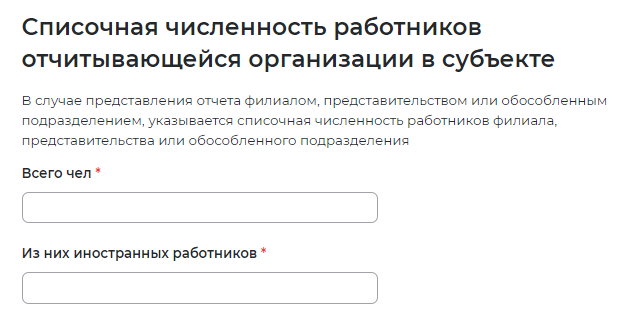 Списочная численность работников
отчитывающейся организации в субъекте
В случае представления отчета филиалом, представительством или обособленным
подразделением, указывается списочная численность работников филиала,
представительства или обособленного подразделения
Всего чел *
Из них иностранных работников *